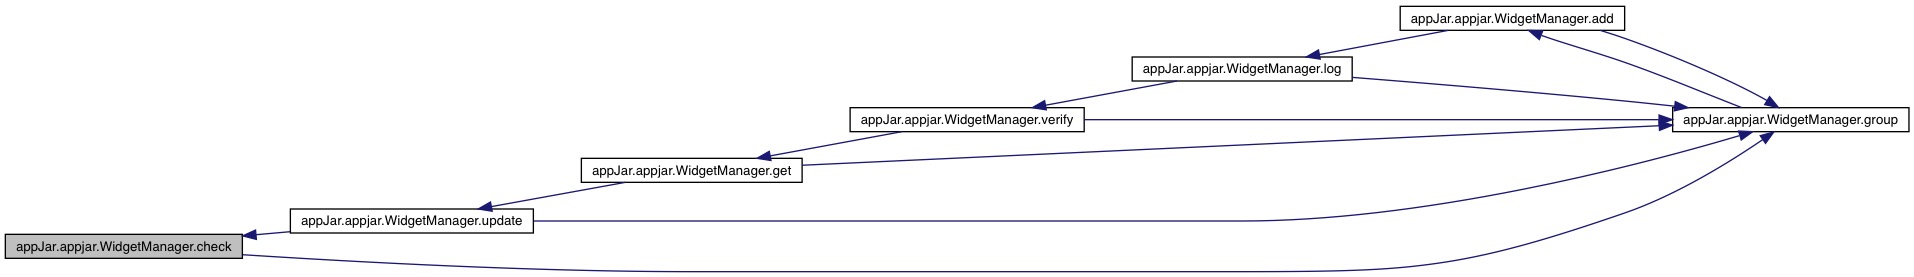 appJar.appjar.WidgetManager.add
appJar.appjar.WidgetManager.log
appJar.appjar.WidgetManager.verify
appJar.appjar.WidgetManager.group
appJar.appjar.WidgetManager.get
appJar.appjar.WidgetManager.update
appJar.appjar.WidgetManager.check